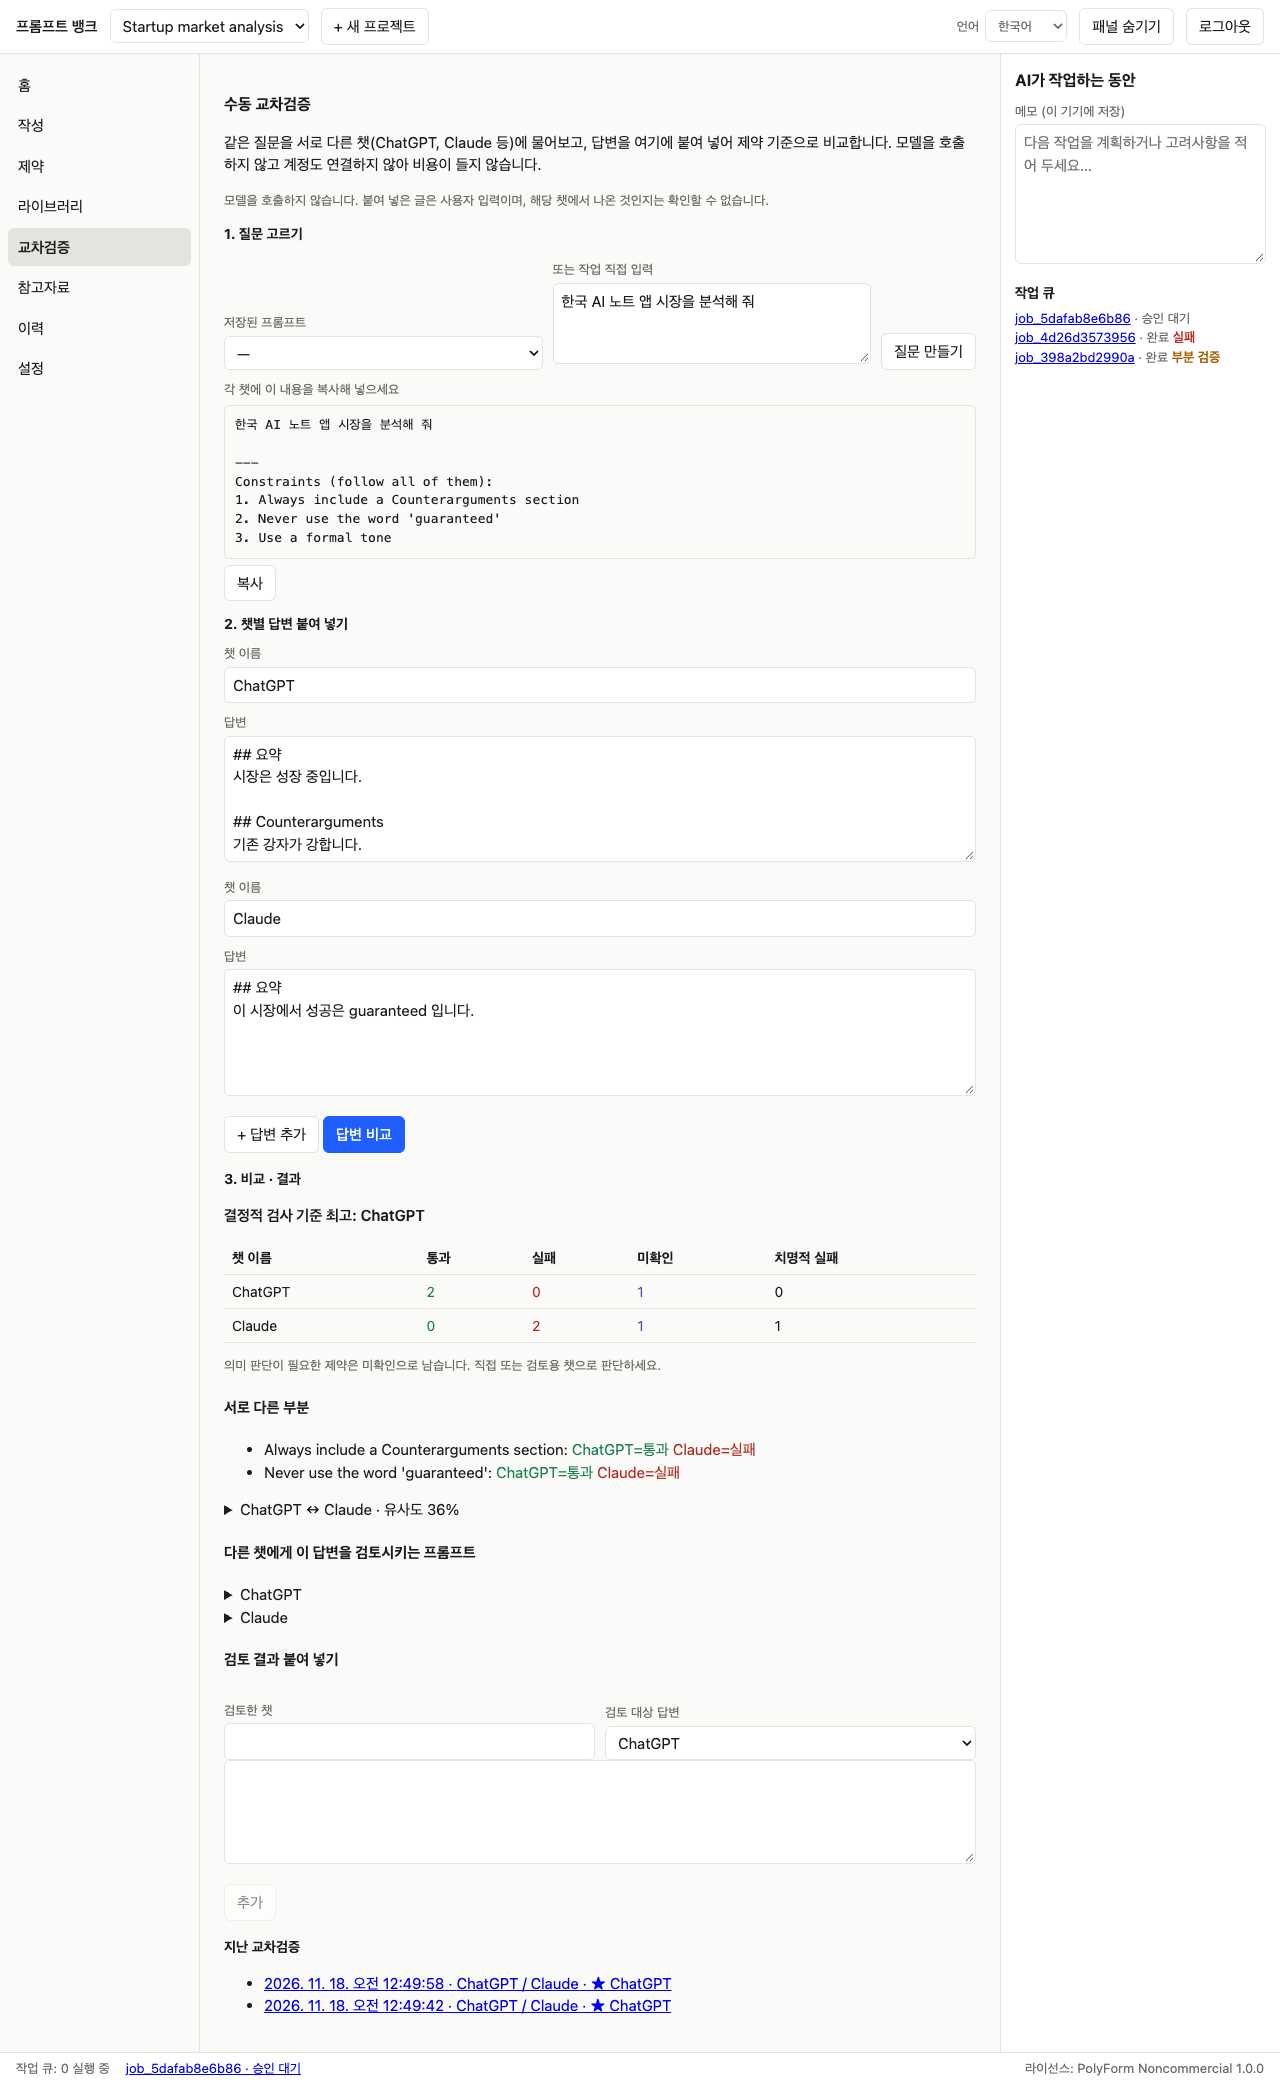 프롬프트 뱅크
Startup market analysis
+ 새 프로젝트
언어
한국어
패널 숨기기
로그아웃
홈
작성
제약
라이브러리
교차검증
참고자료
이력
설정
수동 교차검증
같은 질문을 서로 다른 챗(ChatGPT, Claude 등)에 물어보고, 답변을 여기에 붙여 넣어 제약 기준으로 비교합니다. 모델을 호출
하지 않고 계정도 연결하지 않아 비용이 들지 않습니다.
모델을 호출하지 않습니다. 붙여 넣은 글은 사용자 입력이며, 해당 챗에서 나온 것인지는 확인할 수 없습니다.
1. 질문 고르기
저장된 프롬프트
—
또는 작업 직접 입력
한국 AI 노트 앱 시장을 분석해 줘
질문 만들기
각 챗에 이 내용을 복사해 넣으세요
한국 AI 노트 앱 시장을 분석해 줘
---
Constraints (follow all of them):
1. Always include a Counterarguments section
2. Never use the word 'guaranteed'
3. Use a formal tone
복사
2. 챗별 답변 붙여 넣기
챗 이름
ChatGPT
답변
## 요약
시장은 성장 중입니다.
## Counterarguments
기존 강자가 강합니다.
챗 이름
Claude
답변
## 요약
이 시장에서 성공은 guaranteed 입니다.
+ 답변 추가
답변 비교
3. 비교 · 결과
결정적 검사 기준 최고: ChatGPT
챗 이름 통과 실패 미확인 치명적 실패
ChatGPT 2 0 1 0
Claude 0 2 1 1
의미 판단이 필요한 제약은 미확인으로 남습니다. 직접 또는 검토용 챗으로 판단하세요.
서로 다른 부분
• Always include a Counterarguments section: ChatGPT=통과 Claude=실패
• Never use the word 'guaranteed': ChatGPT=통과 Claude=실패
▶ ChatGPT ↔ Claude · 유사도 36%
다른 챗에게 이 답변을 검토시키는 프롬프트
▶ ChatGPT
▶ Claude
검토 결과 붙여 넣기
검토한 챗
검토 대상 답변
ChatGPT
추가
지난 교차검증
• 2026. 11. 18. 오전 12:49:58 · ChatGPT / Claude · ★ ChatGPT
• 2026. 11. 18. 오전 12:49:42 · ChatGPT / Claude · ★ ChatGPT
AI가 작업하는 동안
메모 (이 기기에 저장)
다음 작업을 계획하거나 고려사항을 적
어 두세요...
작업 큐
job_5dafab8e6b86 · 승인 대기
job_4d26d3573956 · 완료 실패
job_398a2bd2990a · 완료 부분 검증
작업 큐: 0 실행 중
job_5dafab8e6b86 · 승인 대기
라이선스: PolyForm Noncommercial 1.0.0